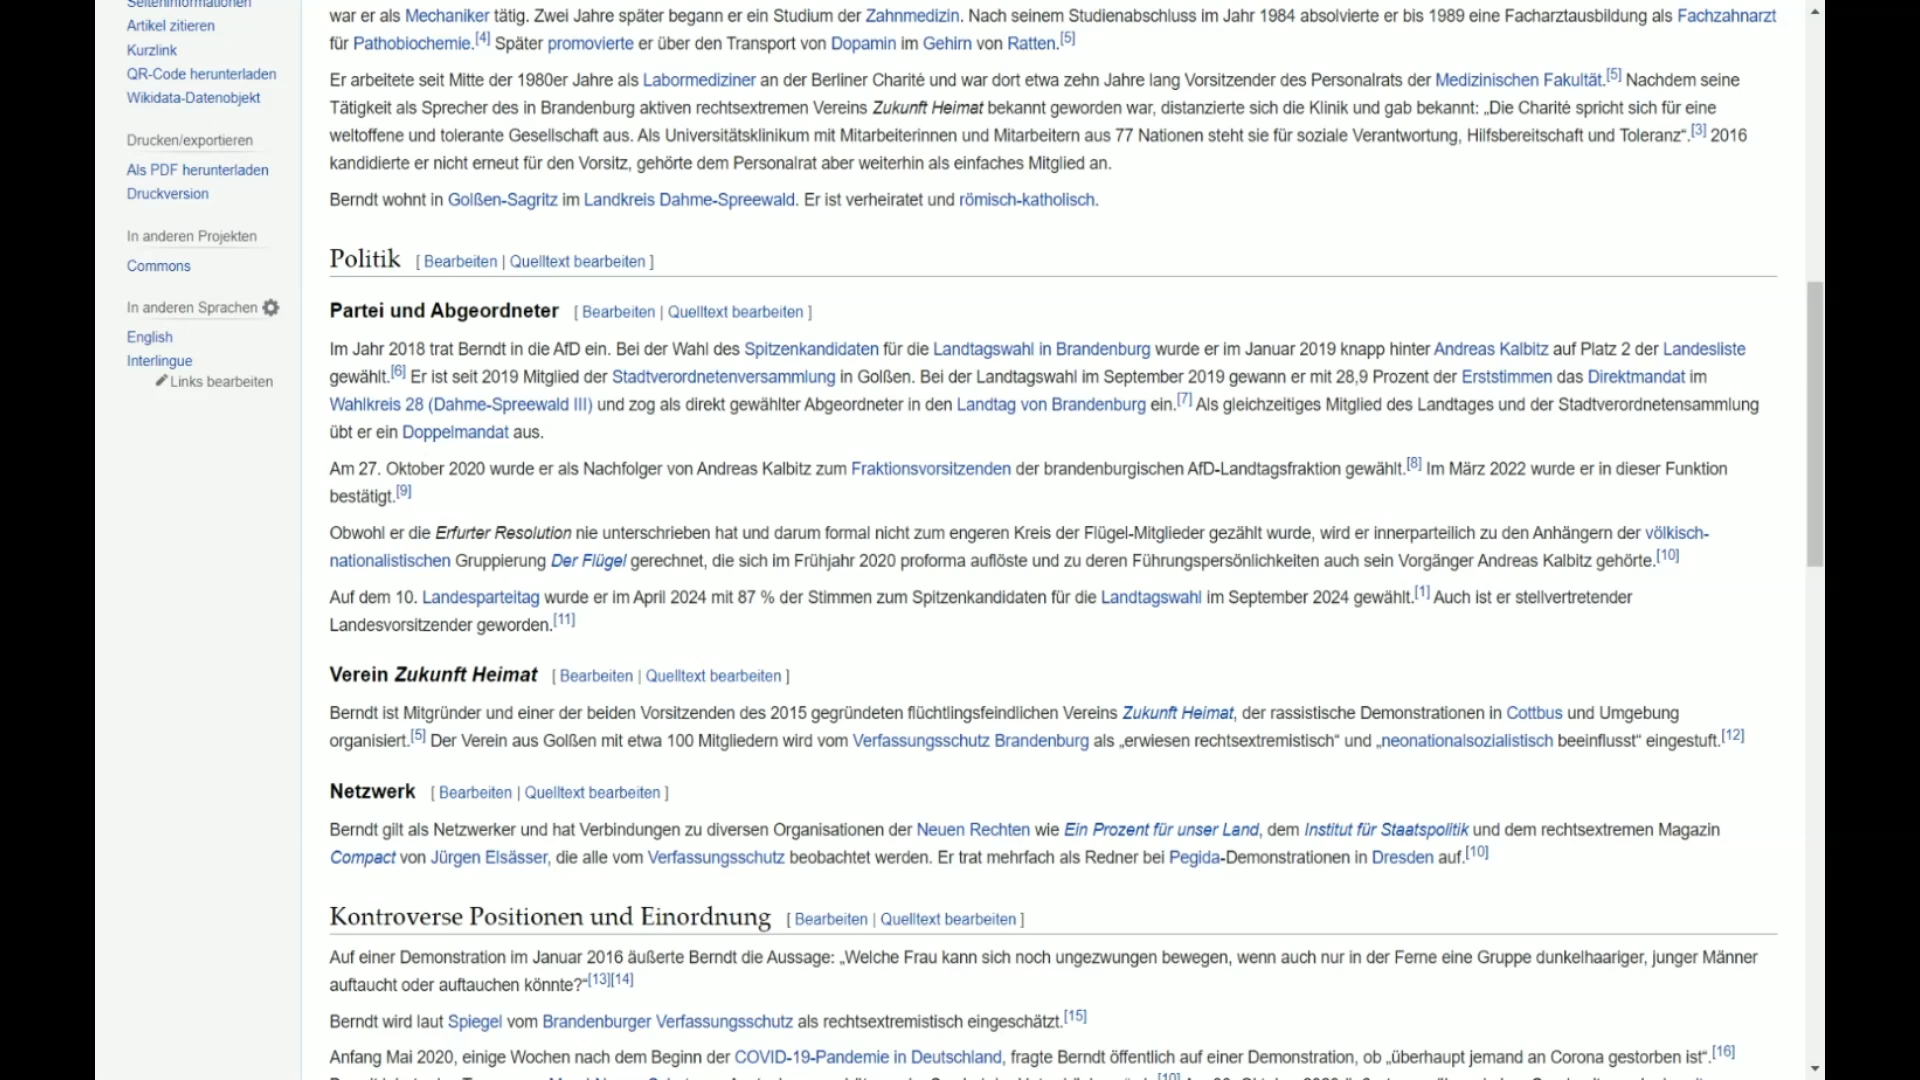 Seiteninformationen
Artikel zitieren
Kurzlink
QR-Code herunterladen
Wikidata-Datenobjekt
Drucken/exportieren
Als PDF herunterladen
Druckversion
In anderen Projekten
Commons
In anderen Sprachen
English
Interlingue
Links bearbeiten
war er als Mechaniker tätig. Zwei Jahre später begann er ein Studium der Zahnmedizin. Nach seinem Studienabschluss im Jahr 1984 absolvierte er bis 1989 eine Facharztausbildung als Fachzahnarzt
für Pathobiochemie.[4] Später promovierte er über den Transport von Dopamin im Gehirn von Ratten.[5]
Er arbeitete seit Mitte der 1980er Jahre als Labormediziner an der Berliner Charité und war dort etwa zehn Jahre lang Vorsitzender des Personalrats der Medizinischen Fakultät.[5] Nachdem seine
Tätigkeit als Sprecher des in Brandenburg aktiven rechtsextremen Vereins Zukunft Heimat bekannt geworden war, distanzierte sich die Klinik und gab bekannt: „Die Charité spricht sich für eine
weltoffene und tolerante Gesellschaft aus. Als Universitätsklinikum mit Mitarbeiterinnen und Mitarbeitern aus 77 Nationen steht sie für soziale Verantwortung, Hilfsbereitschaft und Toleranz“.[3] 2016
kandidierte er nicht erneut für den Vorsitz, gehörte dem Personalrat aber weiterhin als einfaches Mitglied an.
Berndt wohnt in Golßen-Sagritz im Landkreis Dahme-Spreewald. Er ist verheiratet und römisch-katholisch.
Politik [ Bearbeiten | Quelltext bearbeiten ]
Partei und Abgeordneter [ Bearbeiten | Quelltext bearbeiten ]
Im Jahr 2018 trat Berndt in die AfD ein. Bei der Wahl des Spitzenkandidaten für die Landtagswahl in Brandenburg wurde er im Januar 2019 knapp hinter Andreas Kalbitz auf Platz 2 der Landesliste
gewählt.[6] Er ist seit 2019 Mitglied der Stadtverordnetenversammlung in Golßen. Bei der Landtagswahl im September 2019 gewann er mit 28,9 Prozent der Erststimmen das Direktmandat im
Wahlkreis 28 (Dahme-Spreewald III) und zog als direkt gewählter Abgeordneter in den Landtag von Brandenburg ein.[7] Als gleichzeitiges Mitglied des Landtages und der Stadtverordnetensammlung
übt er ein Doppelmandat aus.
Am 27. Oktober 2020 wurde er als Nachfolger von Andreas Kalbitz zum Fraktionsvorsitzenden der brandenburgischen AfD-Landtagsfraktion gewählt.[8] Im März 2022 wurde er in dieser Funktion
bestätigt.[9]
Obwohl er die Erfurter Resolution nie unterschrieben hat und darum formal nicht zum engeren Kreis der Flügel-Mitglieder gezählt wurde, wird er innerparteilich zu den Anhängern der völkisch-
nationalistischen Gruppierung Der Flügel gerechnet, die sich im Frühjahr 2020 proforma auflöste und zu deren Führungspersönlichkeiten auch sein Vorgänger Andreas Kalbitz gehörte.[10]
Auf dem 10. Landesparteitag wurde er im April 2024 mit 87 % der Stimmen zum Spitzenkandidaten für die Landtagswahl im September 2024 gewählt.[1] Auch ist er stellvertretender
Landesvorsitzender geworden.[11]
Verein Zukunft Heimat [ Bearbeiten | Quelltext bearbeiten ]
Berndt ist Mitgründer und einer der beiden Vorsitzenden des 2015 gegründeten flüchtlingsfeindlichen Vereins Zukunft Heimat, der rassistische Demonstrationen in Cottbus und Umgebung
organisiert.[5] Der Verein aus Golßen mit etwa 100 Mitgliedern wird vom Verfassungsschutz Brandenburg als „erwiesen rechtsextremistisch“ und „neonationalsozialistisch beeinflusst“ eingestuft.[12]
Netzwerk [ Bearbeiten | Quelltext bearbeiten ]
Berndt gilt als Netzwerker und hat Verbindungen zu diversen Organisationen der Neuen Rechten wie Ein Prozent für unser Land, dem Institut für Staatspolitik und dem rechtsextremen Magazin
Compact von Jürgen Elsässer, die alle vom Verfassungsschutz beobachtet werden. Er trat mehrfach als Redner bei Pegida-Demonstrationen in Dresden auf.[10]
Kontroverse Positionen und Einordnung [ Bearbeiten | Quelltext bearbeiten ]
Auf einer Demonstration im Januar 2016 äußerte Berndt die Aussage: „Welche Frau kann sich noch ungezwungen bewegen, wenn auch nur in der Ferne eine Gruppe dunkelhaariger, junger Männer
auftaucht oder auftauchen könnte?“[13][14]
Berndt wird laut Spiegel vom Brandenburger Verfassungsschutz als rechtsextremistisch eingeschätzt.[15]
Anfang Mai 2020, einige Wochen nach dem Beginn der COVID-19-Pandemie in Deutschland, fragte Berndt öffentlich auf einer Demonstration, ob „überhaupt jemand an Corona gestorben ist“.[16]